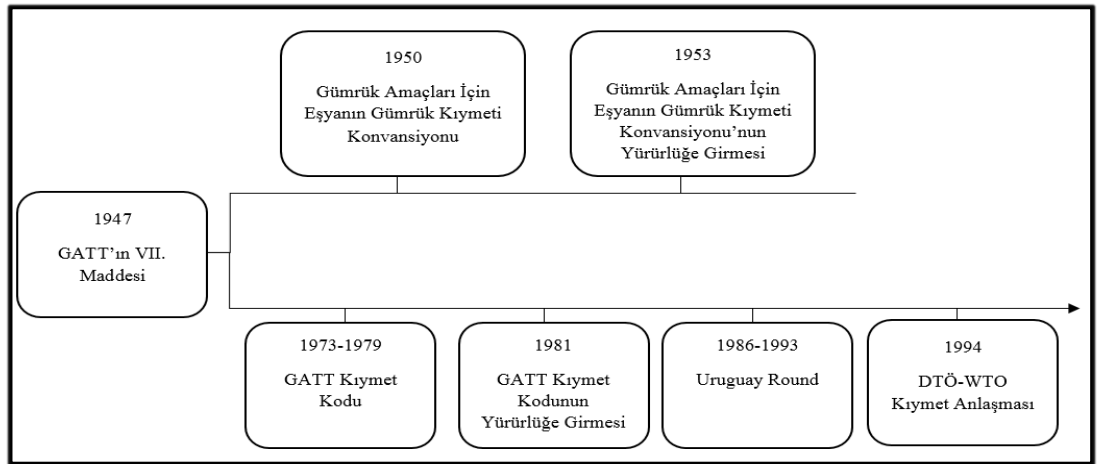 1950
Gümrük Amaçları İçin
Eşyanın Gümrük Kıymeti
Konvansiyonu
1953
Gümrük Amaçları İçin
Eşyanın Gümrük Kıymeti
Konvansiyonu’nun
Yürürlüğe Girmesi
1947
GATT’ın VII.
Maddesi
1973-1979
GATT Kıymet
Kodu
1981
GATT Kıymet
Kodunun
Yürürlüğe Girmesi
1986-1993
Uruguay Round
1994
DTÖ-WTO
Kıymet Anlaşması